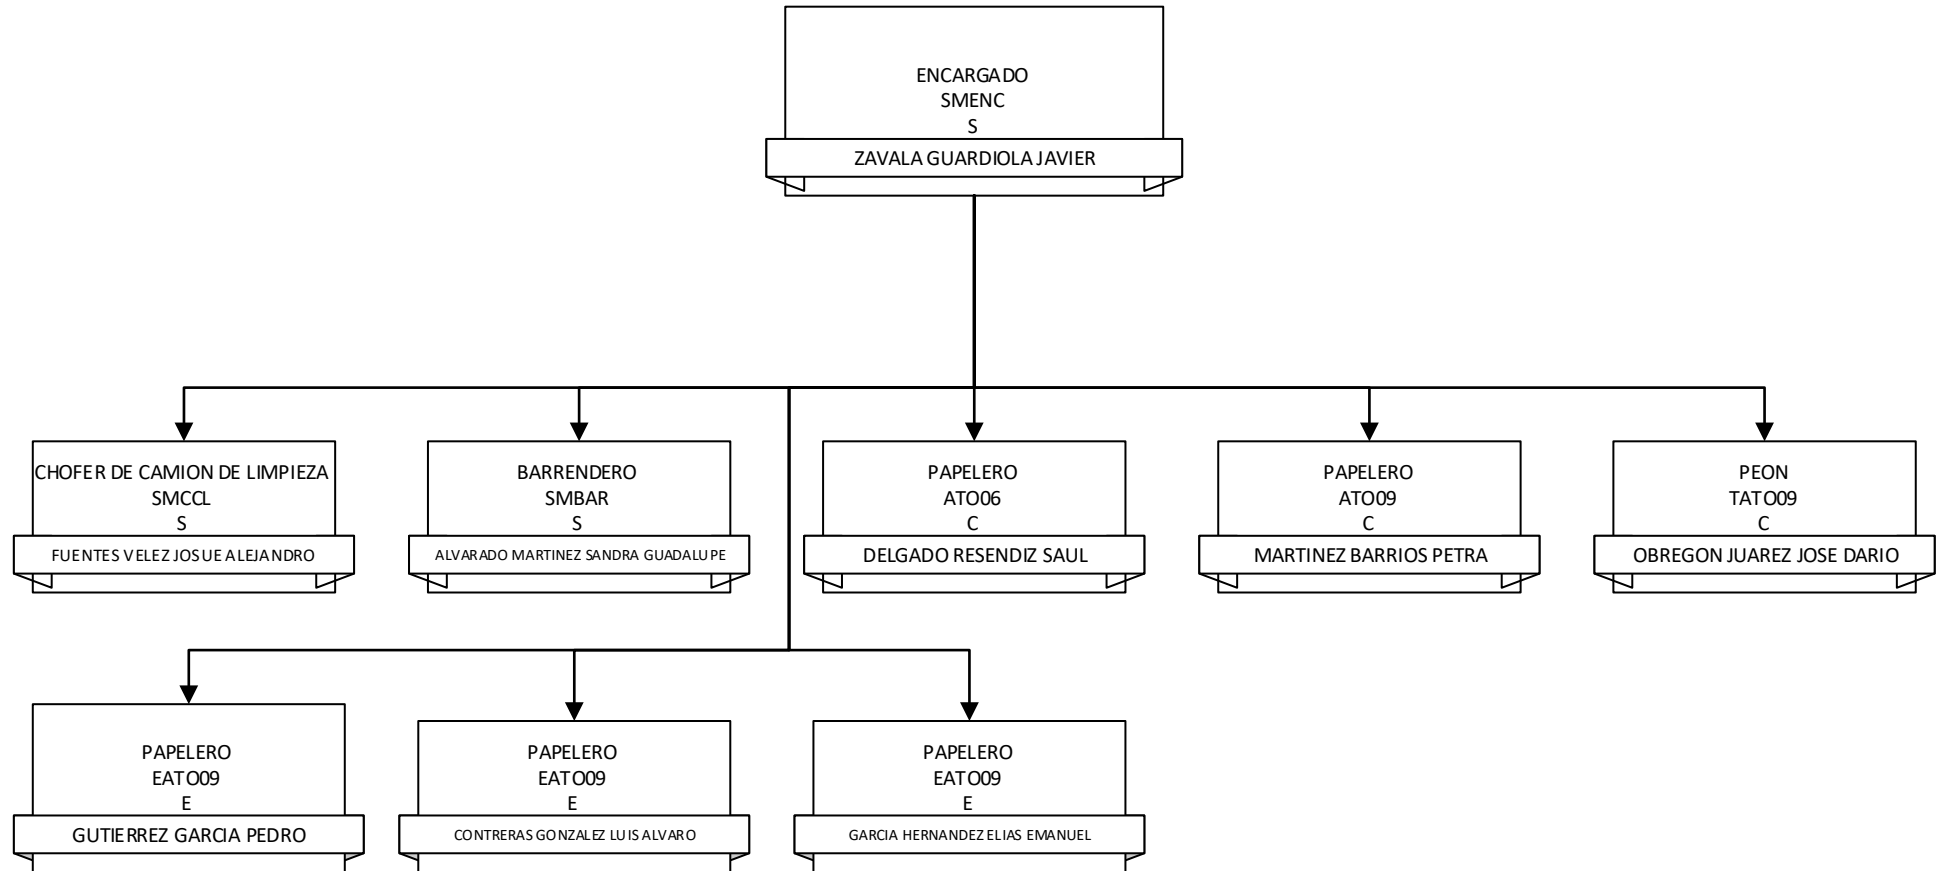 ENCARGADO
SMENC
S
ZAVALA GUARDIOLA JAVIER
CHOFER DE CAMION DE LIMPIEZA
SMCCL
S
FUENTES VELEZ JOSUE ALEJANDRO
BARRENDERO
SMBAR
S
ALVARADO MARTINEZ SANDRA GUADALUPE
PAPELERO
ATO06
C
DELGADO RESENDIZ SAUL
PAPELERO
ATO09
C
MARTINEZ BARRIOS PETRA
PEON
TATO09
C
OBREGON JUAREZ JOSE DARIO
PAPELERO
EATO09
E
GUTIERREZ GARCIA PEDRO
PAPELERO
EATO09
E
CONTRERAS GONZALEZ LUIS ALVARO
PAPELERO
EATO09
E
GARCIA HERNANDEZ ELIAS EMANUEL